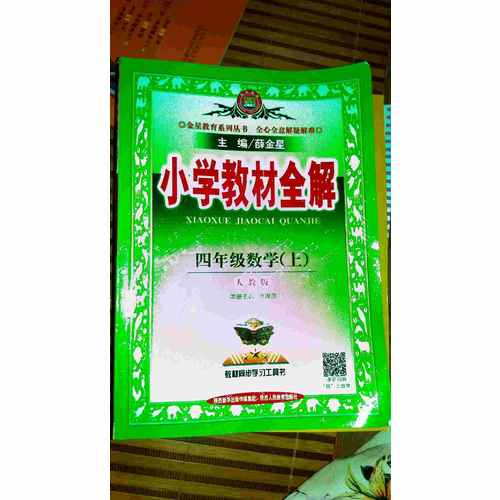 金星教育系列丛书 全心全意解疑解难
主 编/薛金星
小学教材全解
XIAOXUE JIAOCAI QUANJIE
四年级数学(上)
人教版
教材同步学习工具书